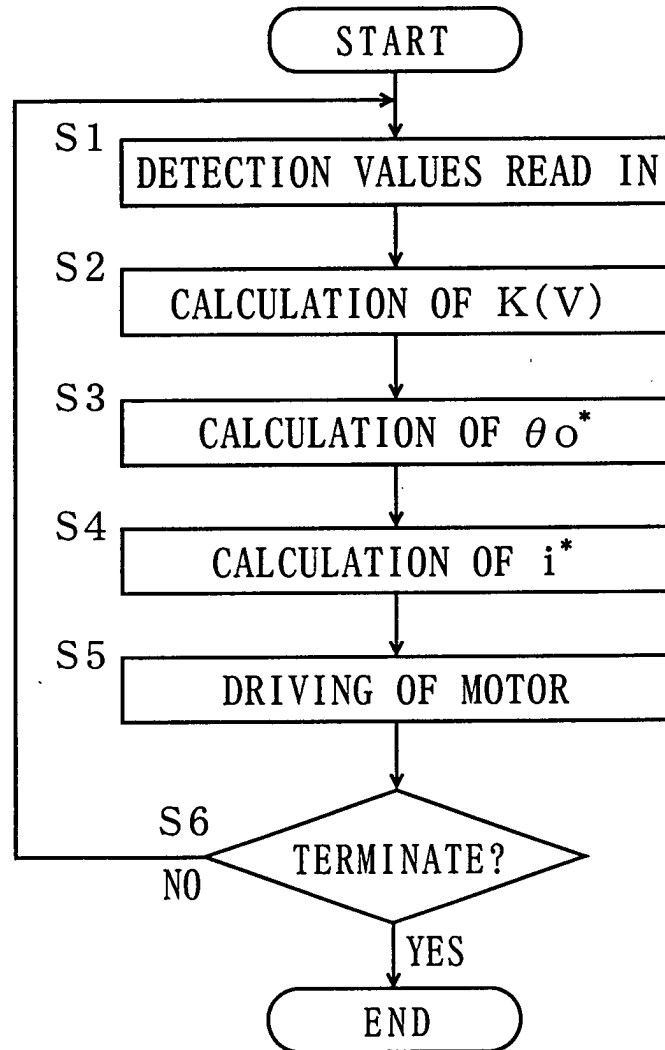 START
S1
DETECTION VALUES READ IN
S2
CALCULATION OF K(V)
S3
CALCULATION OF θo*
S4
CALCULATION OF i*
S5
DRIVING OF MOTOR
S6
TERMINATE?
NO
YES
END